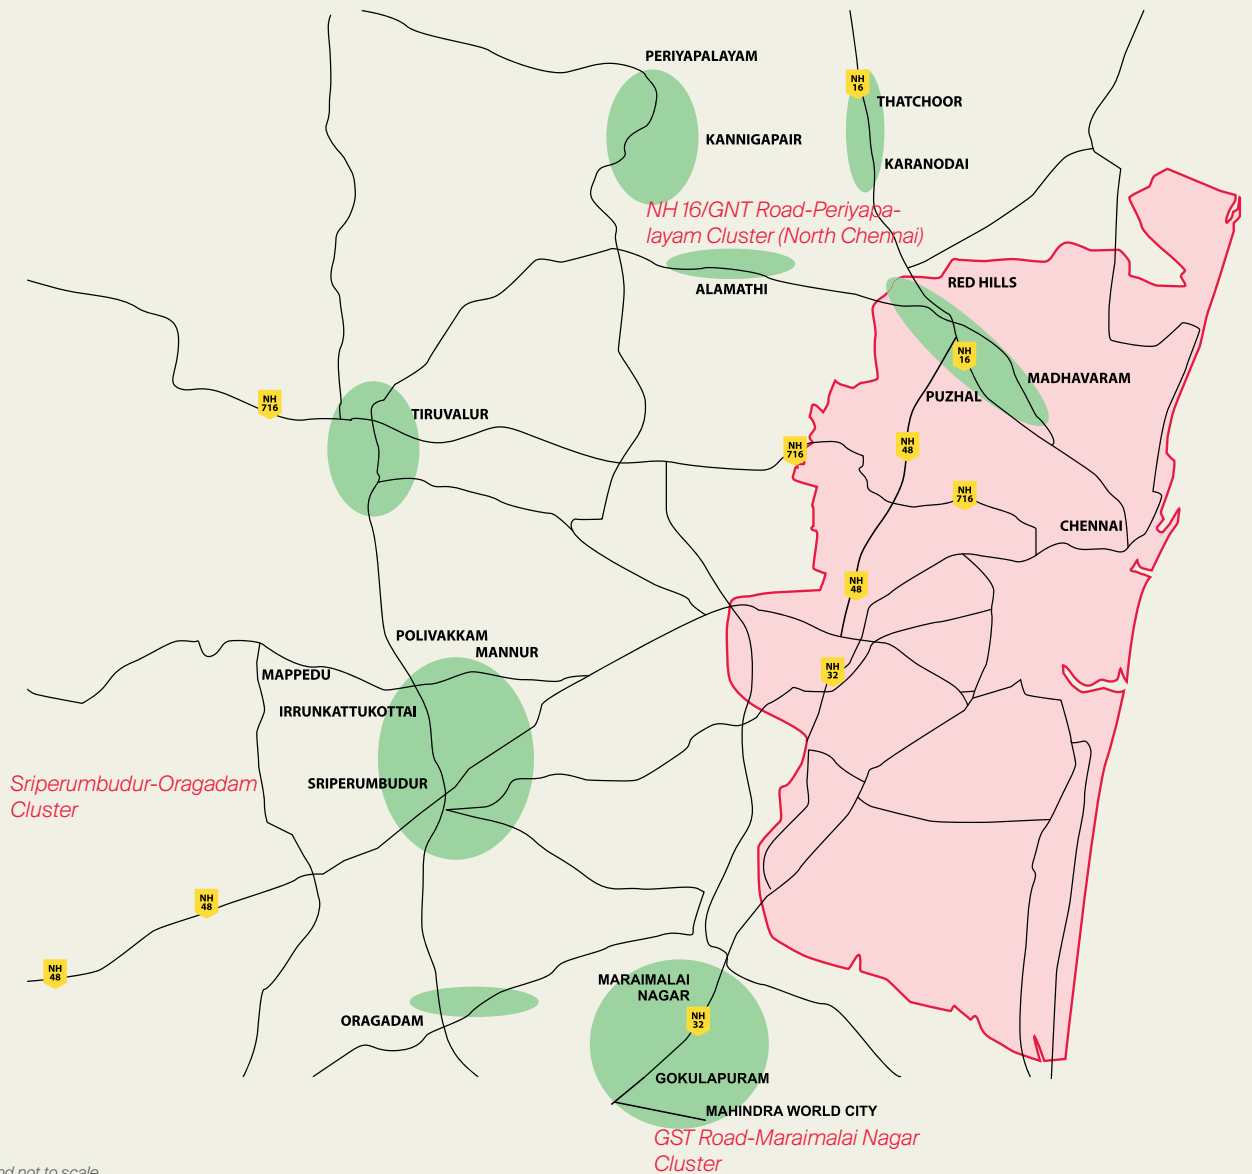 PERIYAPALAYAM
NH
16
THATCHOOR
KANNIGAPAIR
KARANODAI
NH 16/GNT Road-Periyapa-
layam Cluster (North Chennai)
ALAMATHI
RED HILLS
NH
16
MADHAVARAM
PUZHAL
NH
716
TIRUVALUR
NH
716
NH
48
NH
716
CHENNAI
NH
48
POLIVAKKAM
MANNUR
MAPPEDU
NH
32
IRRUNKATTUKOTTAI
Sriperumbudur-Oragadam
Cluster
SRIPERUMBUDUR
NH
48
NH
48
MARAIMALAI
NAGAR
ORAGADAM
NH
32
GOKULAPURAM
MAHINDRA WORLD CITY
GST Road-Maraimalai Nagar
Cluster
not to scale